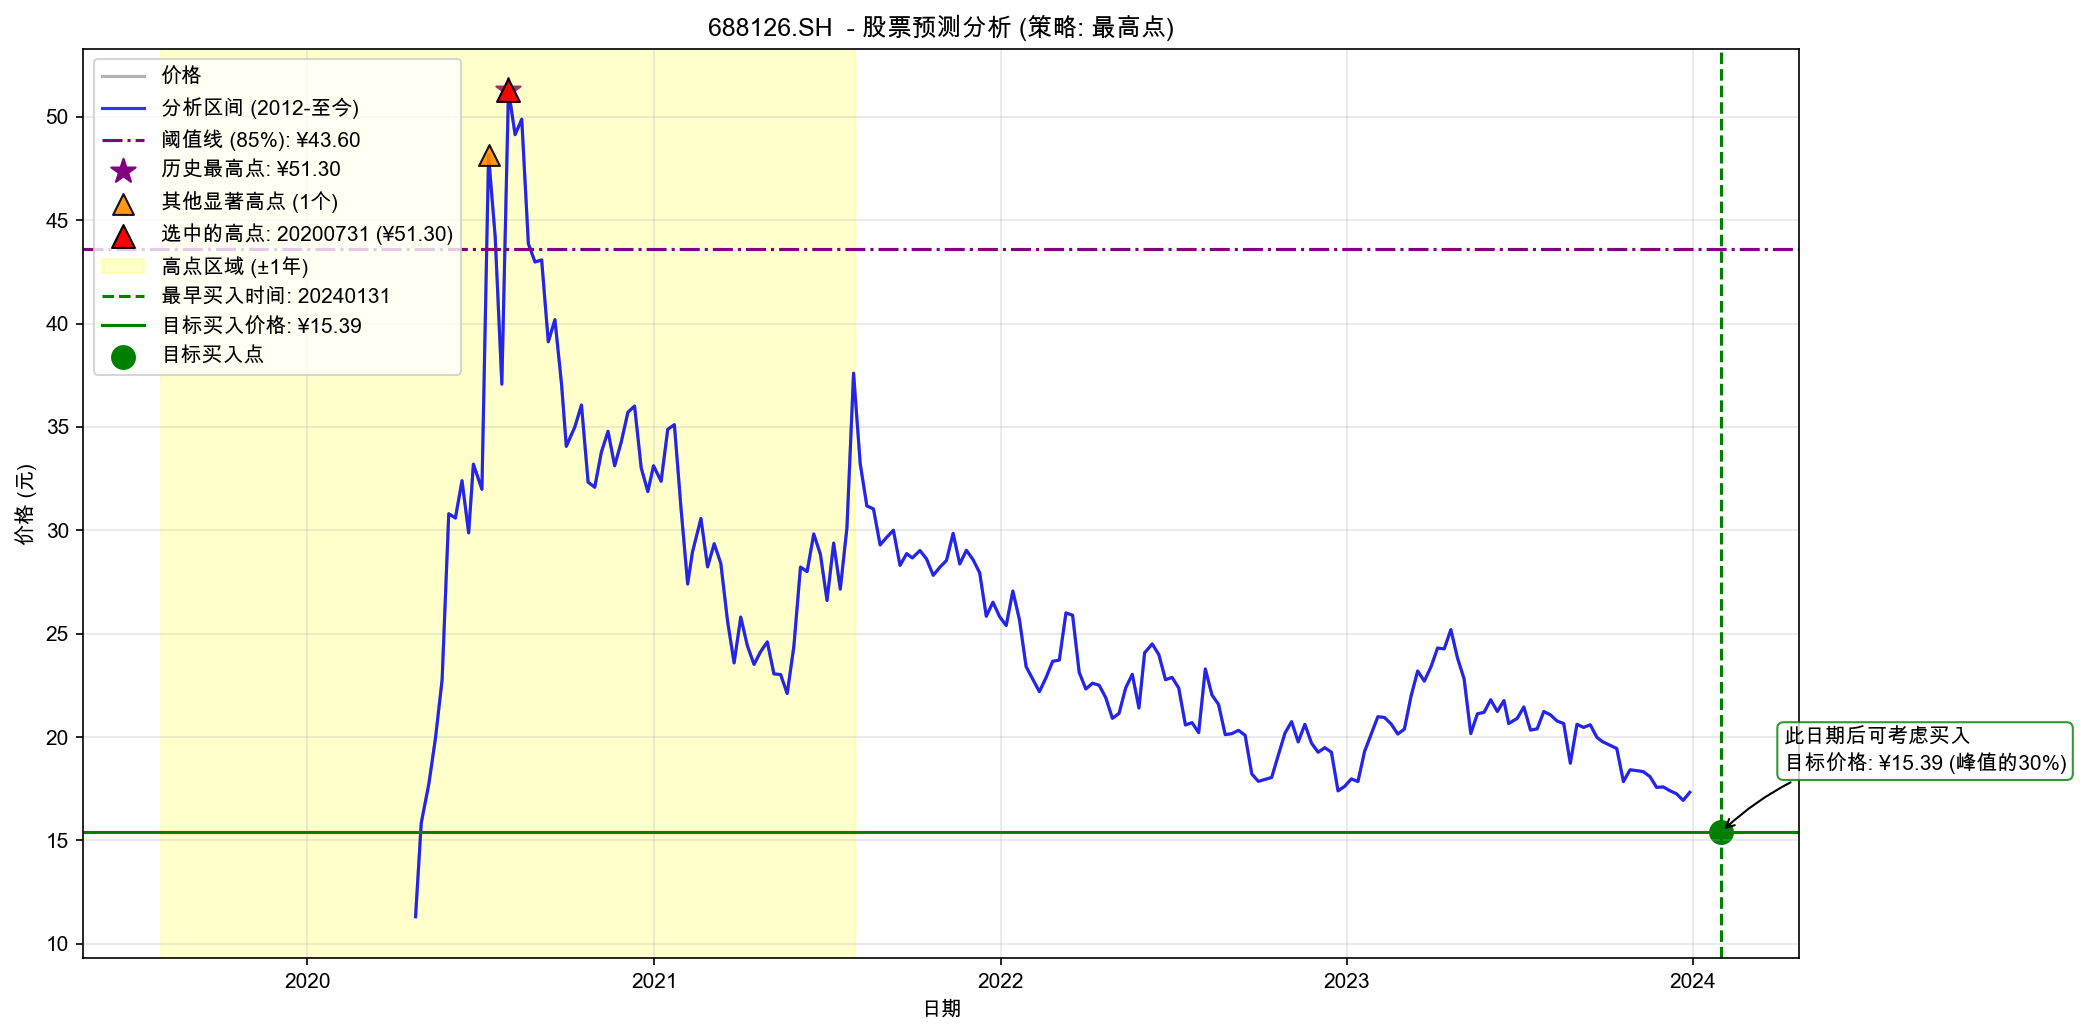 688126.SH - 股票预测分析 (策略: 最高点)
价格
分析区间 (2012-至今)
阈值线 (85%): ¥43.60
历史最高点: ¥51.30
其他显著高点 (1个)
选中的高点: 20200731 (¥51.30)
高点区域 (±1年)
最早买入时间: 20240131
目标买入价格: ¥15.39
目标买入点
价格 (元)
50
45
40
35
30
25
20
15
10
此日期后可考虑买入
目标价格: ¥15.39 (峰值的30%)
2020
2021
2022
2023
2024
日期